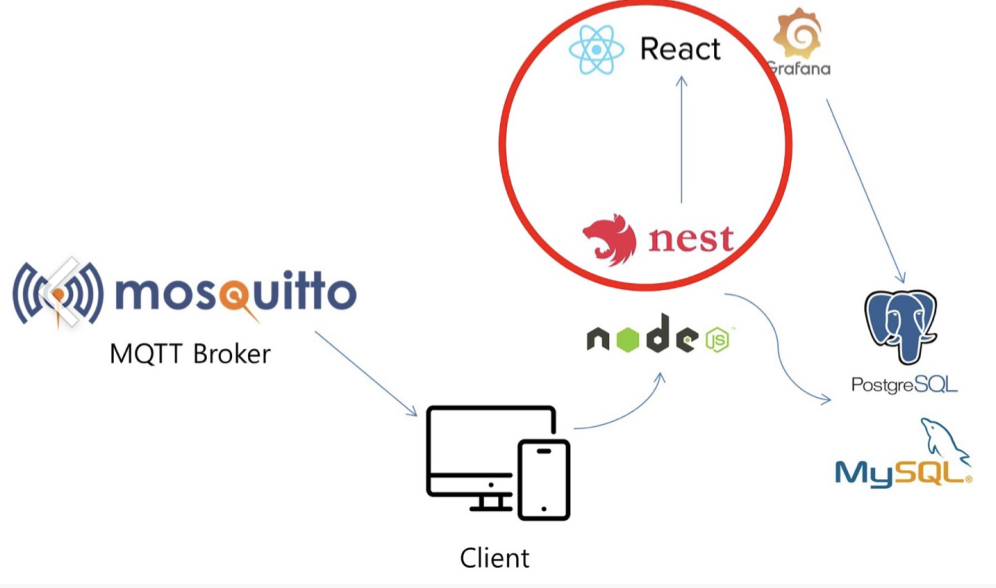 React
Grafana
nest
mosquitto
MQTT Broker
node
JS
PostgreSQL
MySQL
Client